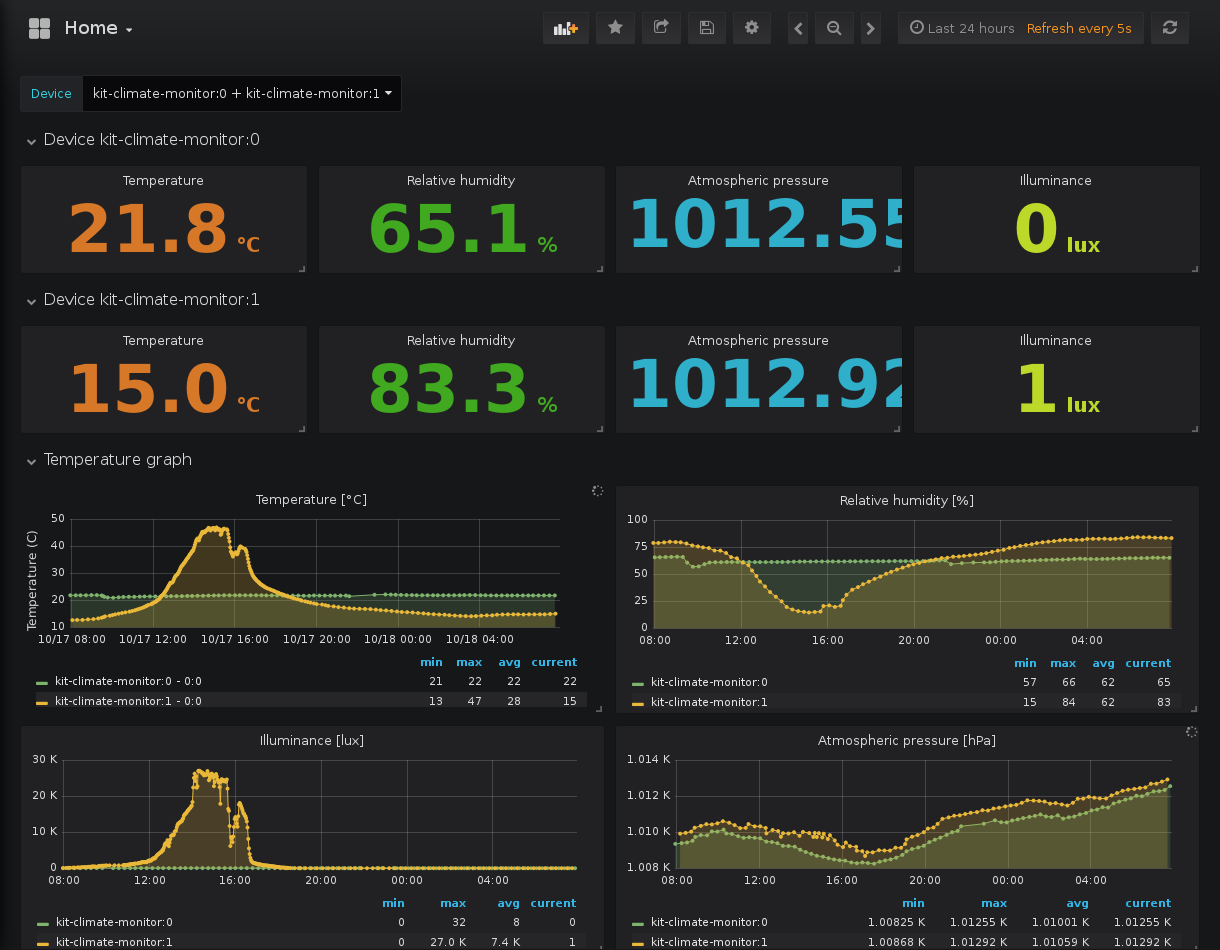 Home
Last 24 hours Refresh every 5s
Device kit-climate-monitor:0 + kit-climate-monitor:1
Device kit-climate-monitor:0
Temperature Relative humidity Atmospheric pressure Illuminance
21.8 °C 65.1 % 1012.55 0 lux
Device kit-climate-monitor:1
Temperature Relative humidity Atmospheric pressure Illuminance
15.0 °C 83.3 % 1012.92 1 lux
Temperature graph
Temperature [°C]
Temperature (C)
50
40
30
20
10
10/17 08:00 10/17 12:00 10/17 16:00 10/17 20:00 10/18 00:00 10/18 04:00
min max avg current
kit-climate-monitor:0 - 0:0 21 22 22 22
kit-climate-monitor:1 - 0:0 13 47 28 15
Relative humidity [%]
100
75
50
25
0
08:00 12:00 16:00 20:00 00:00 04:00
min max avg current
kit-climate-monitor:0 57 66 62 65
kit-climate-monitor:1 15 84 62 83
Illuminance [lux]
30 K
20 K
10 K
0
08:00 12:00 16:00 20:00 00:00 04:00
min max avg current
kit-climate-monitor:0 0 32 8 0
kit-climate-monitor:1 0 27.0 K 7.4 K 1
Atmospheric pressure [hPa]
1.014 K
1.012 K
1.010 K
1.008 K
08:00 12:00 16:00 20:00 00:00 04:00
min max avg current
kit-climate-monitor:0 1.00825 K 1.01255 K 1.01001 K 1.01255 K
kit-climate-monitor:1 1.00868 K 1.01292 K 1.01059 K 1.01292 K